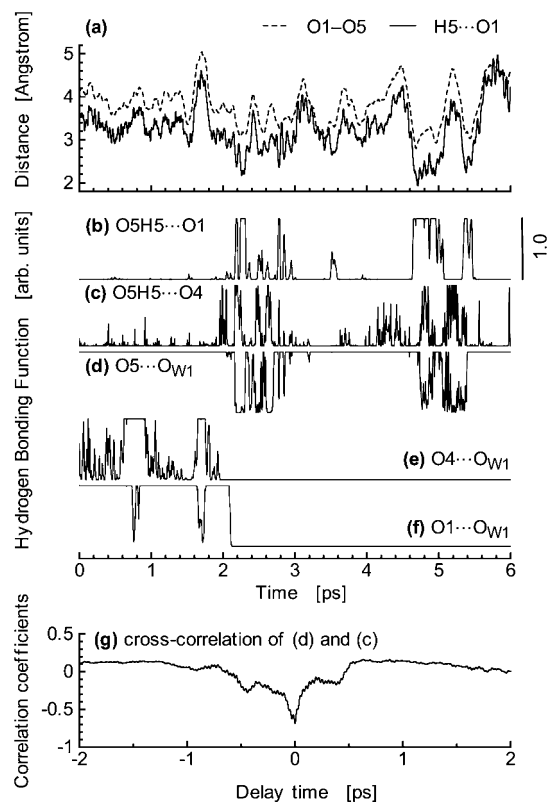 (a) O1–O5 H5···O1
Distance [Angstrom]
5
4
3
2
Hydrogen Bonding Function [arb. units]
(b) O5H5···O1
1.0
(c) O5H5···O4
(d) O5···OW1
(e) O4···OW1
(f) O1···OW1
0 1 2 3 4 5 6
Time [ps]
Correlation coefficients
(g) cross-correlation of (d) and (c)
0.5
0
-0.5
-1
-2 -1 0 1 2
Delay time [ps]